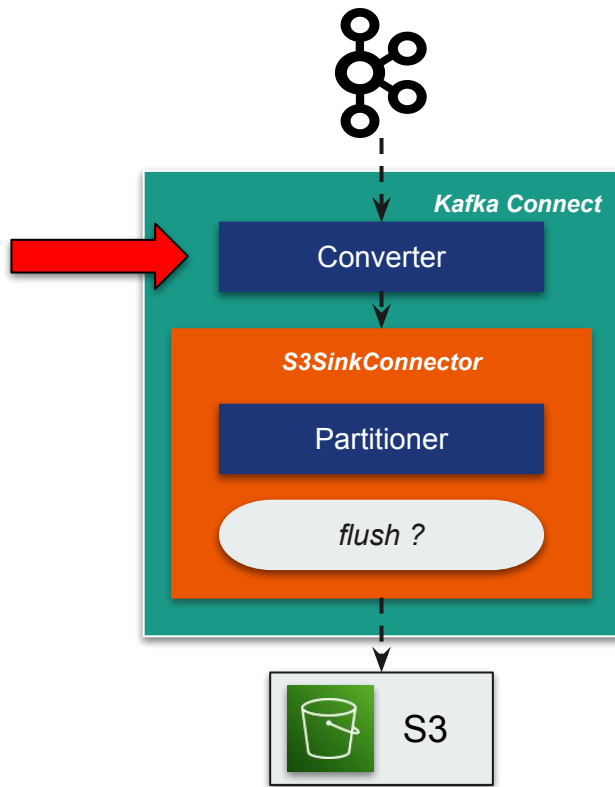 Kafka Connect
Converter
S3SinkConnector
Partitioner
flush ?
S3